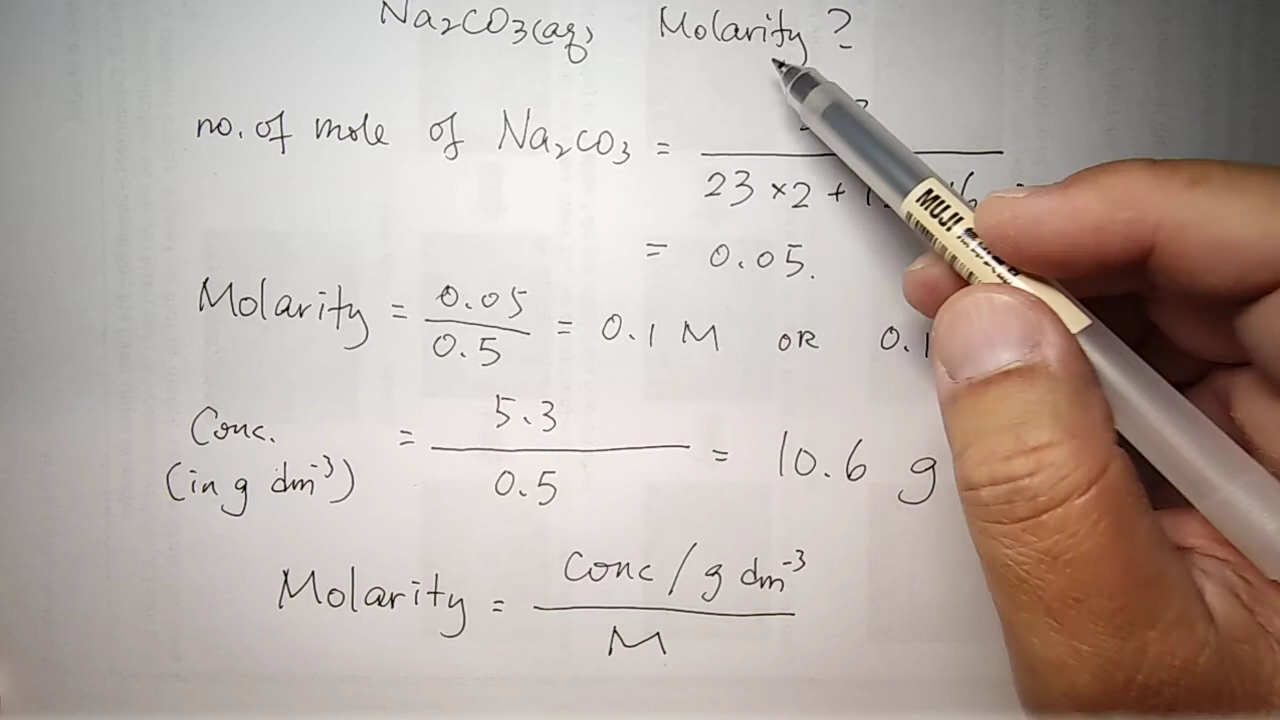 Na₂CO₃(aq) Molarity ?
no. of mole of Na₂CO₃ =
23 × 2 +
= 0.05.
Molarity = 0.05 / 0.5 = 0.1 M OR 0.1
Conc. (in g dm⁻³) = 5.3 / 0.5 = 10.6 g
Molarity = Conc / g dm⁻³
M
MUJI